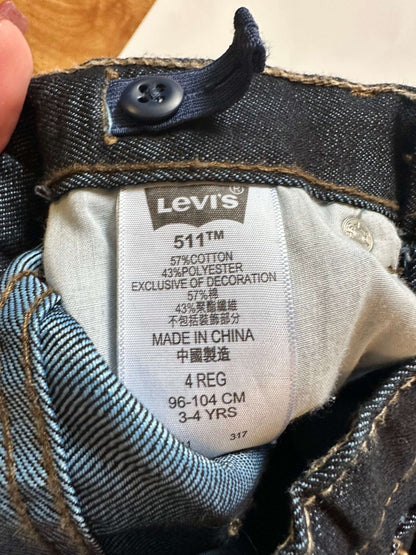 Levi's®
511™
57%COTTON
43%POLYESTER
EXCLUSIVE OF DECORATION
57%棉
43%聚酯纖維
不包括裝飾部分
MADE IN CHINA
中國製造
4 REG
96-104 CM
3-4 YRS
317